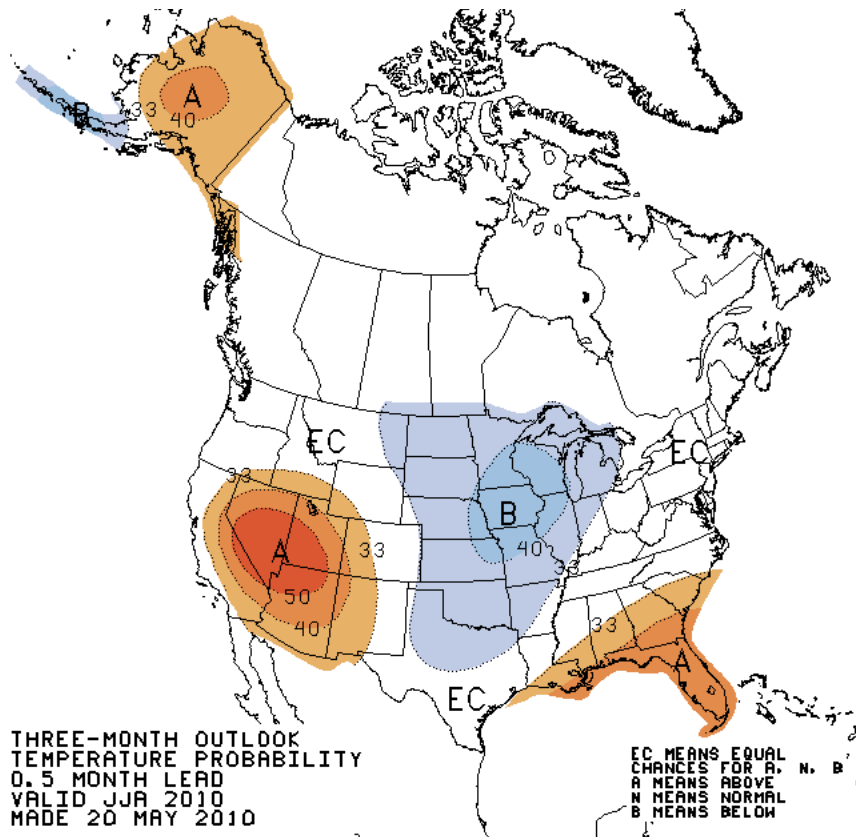 A
B
33
40
EC
EC
33
B
A
33
40
33
50
33
40
A
EC
THREE-MONTH OUTLOOK
TEMPERATURE PROBABILITY
0.5 MONTH LEAD
VALID JJA 2010
MADE 20 MAY 2010
EC MEANS EQUAL
CHANCES FOR A, N, B
A MEANS ABOVE
N MEANS NORMAL
B MEANS BELOW